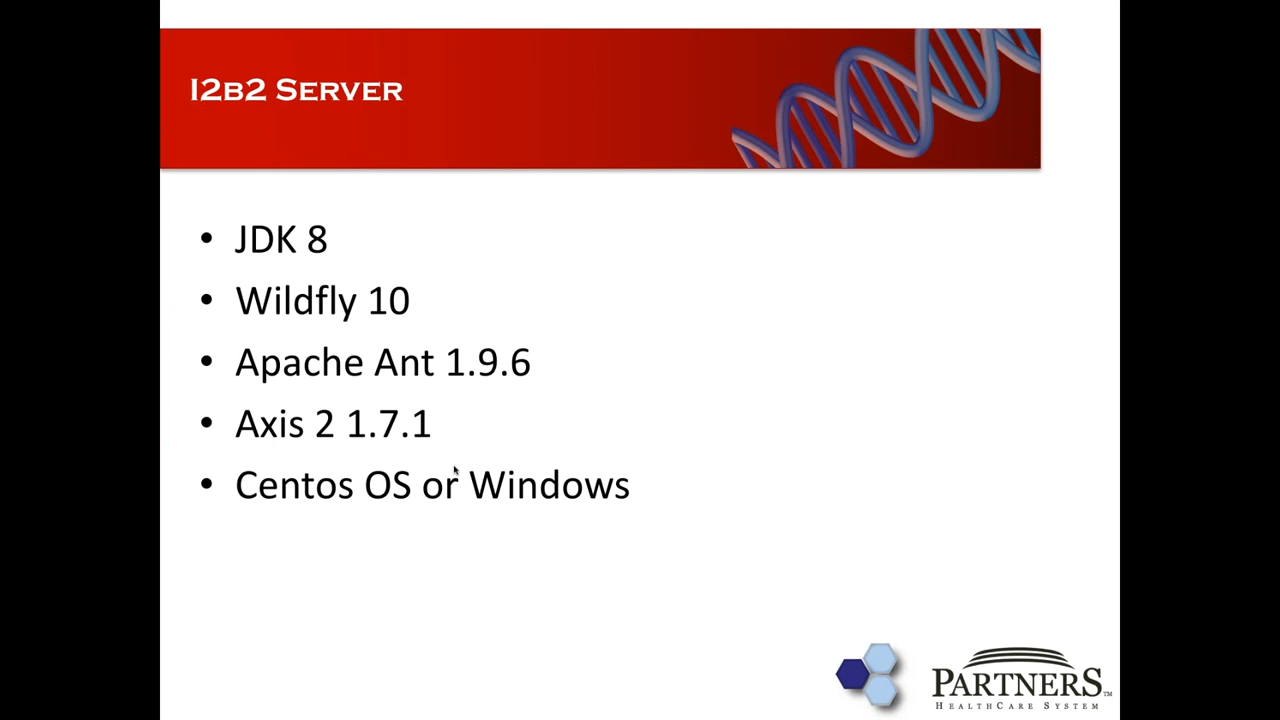 I2B2 SERVER
• JDK 8
• Wildfly 10
• Apache Ant 1.9.6
• Axis 2 1.7.1
• Centos OS or Windows
PARTNERS™
HEALTHCARE SYSTEM